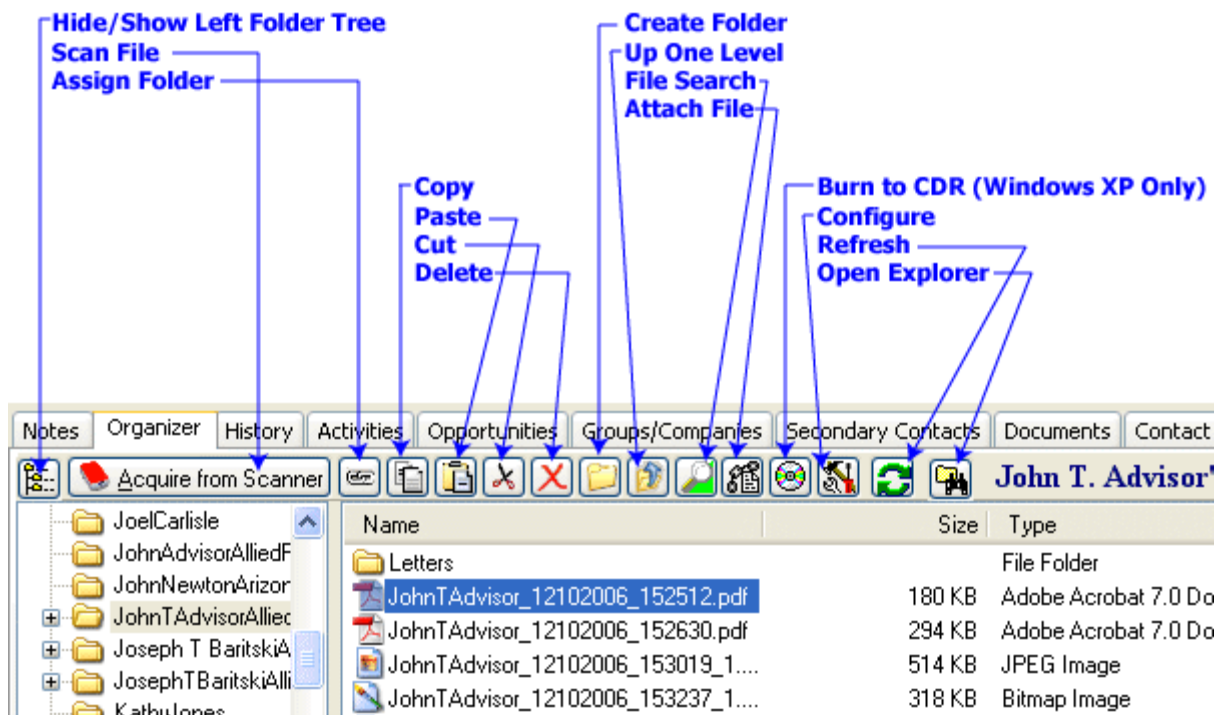 Hide/Show Left Folder Tree
Scan File
Assign Folder
Create Folder
Up One Level
File Search
Attach File
Copy
Paste
Cut
Delete
Burn to CDR (Windows XP Only)
Configure
Refresh
Open Explorer
Notes Organizer History Activities Opportunities Groups/Companies Secondary Contacts Documents Contact
Acquire from Scanner John T. Advisor'
JoelCarlisle
JohnAdvisorAlliedF
JohnNewtonArizor
JohnTAdvisorAllied
Joseph T BaritskiA
JosephTBaritskiAlli
KathyJones
Name Size Type
Letters File Folder
JohnTAdvisor_12102006_152512.pdf 180 KB Adobe Acrobat 7.0 Do
JohnTAdvisor_12102006_152630.pdf 294 KB Adobe Acrobat 7.0 Do
JohnTAdvisor_12102006_153019_1.... 514 KB JPEG Image
JohnTAdvisor_12102006_153237_1.... 318 KB Bitmap Image